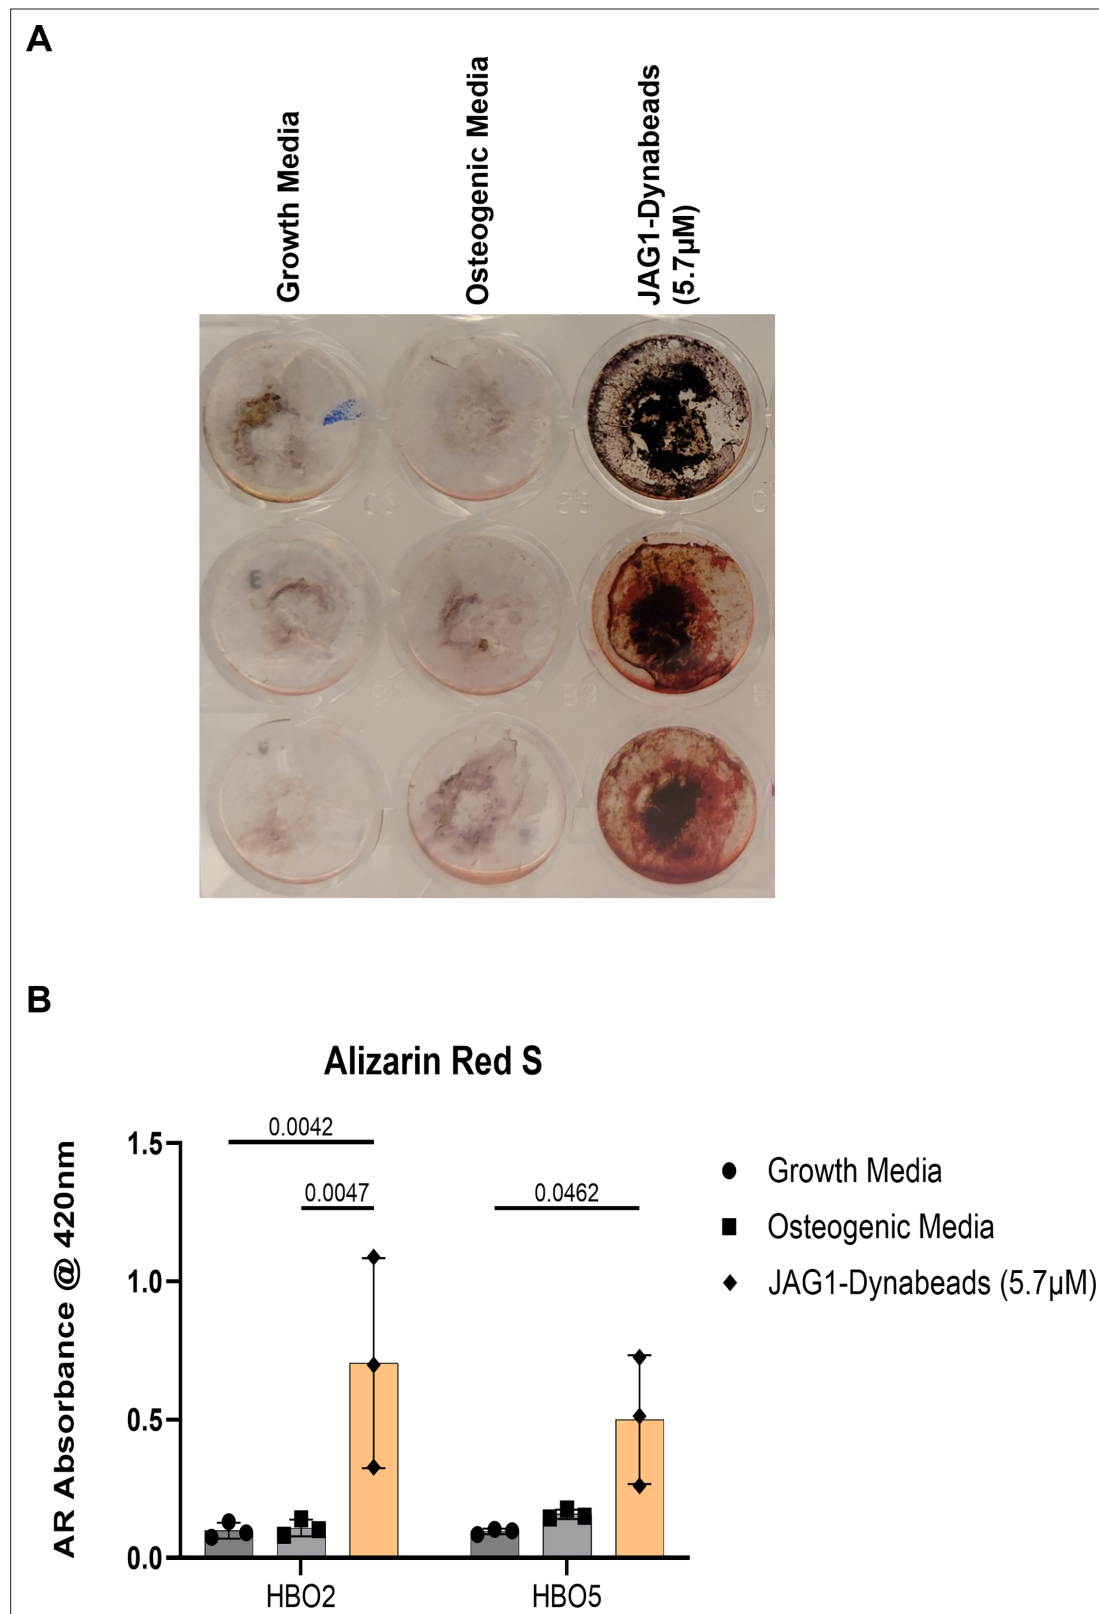 A
Growth Media
Osteogenic Media
JAG1-Dynabeads
(5.7µM)
E
B
Alizarin Red S
AR Absorbance @ 420nm
1.5
1.0
0.5
0.0
0.0042
0.0047
0.0462
HBO2
HBO5
Growth Media
Osteogenic Media
JAG1-Dynabeads (5.7µM)